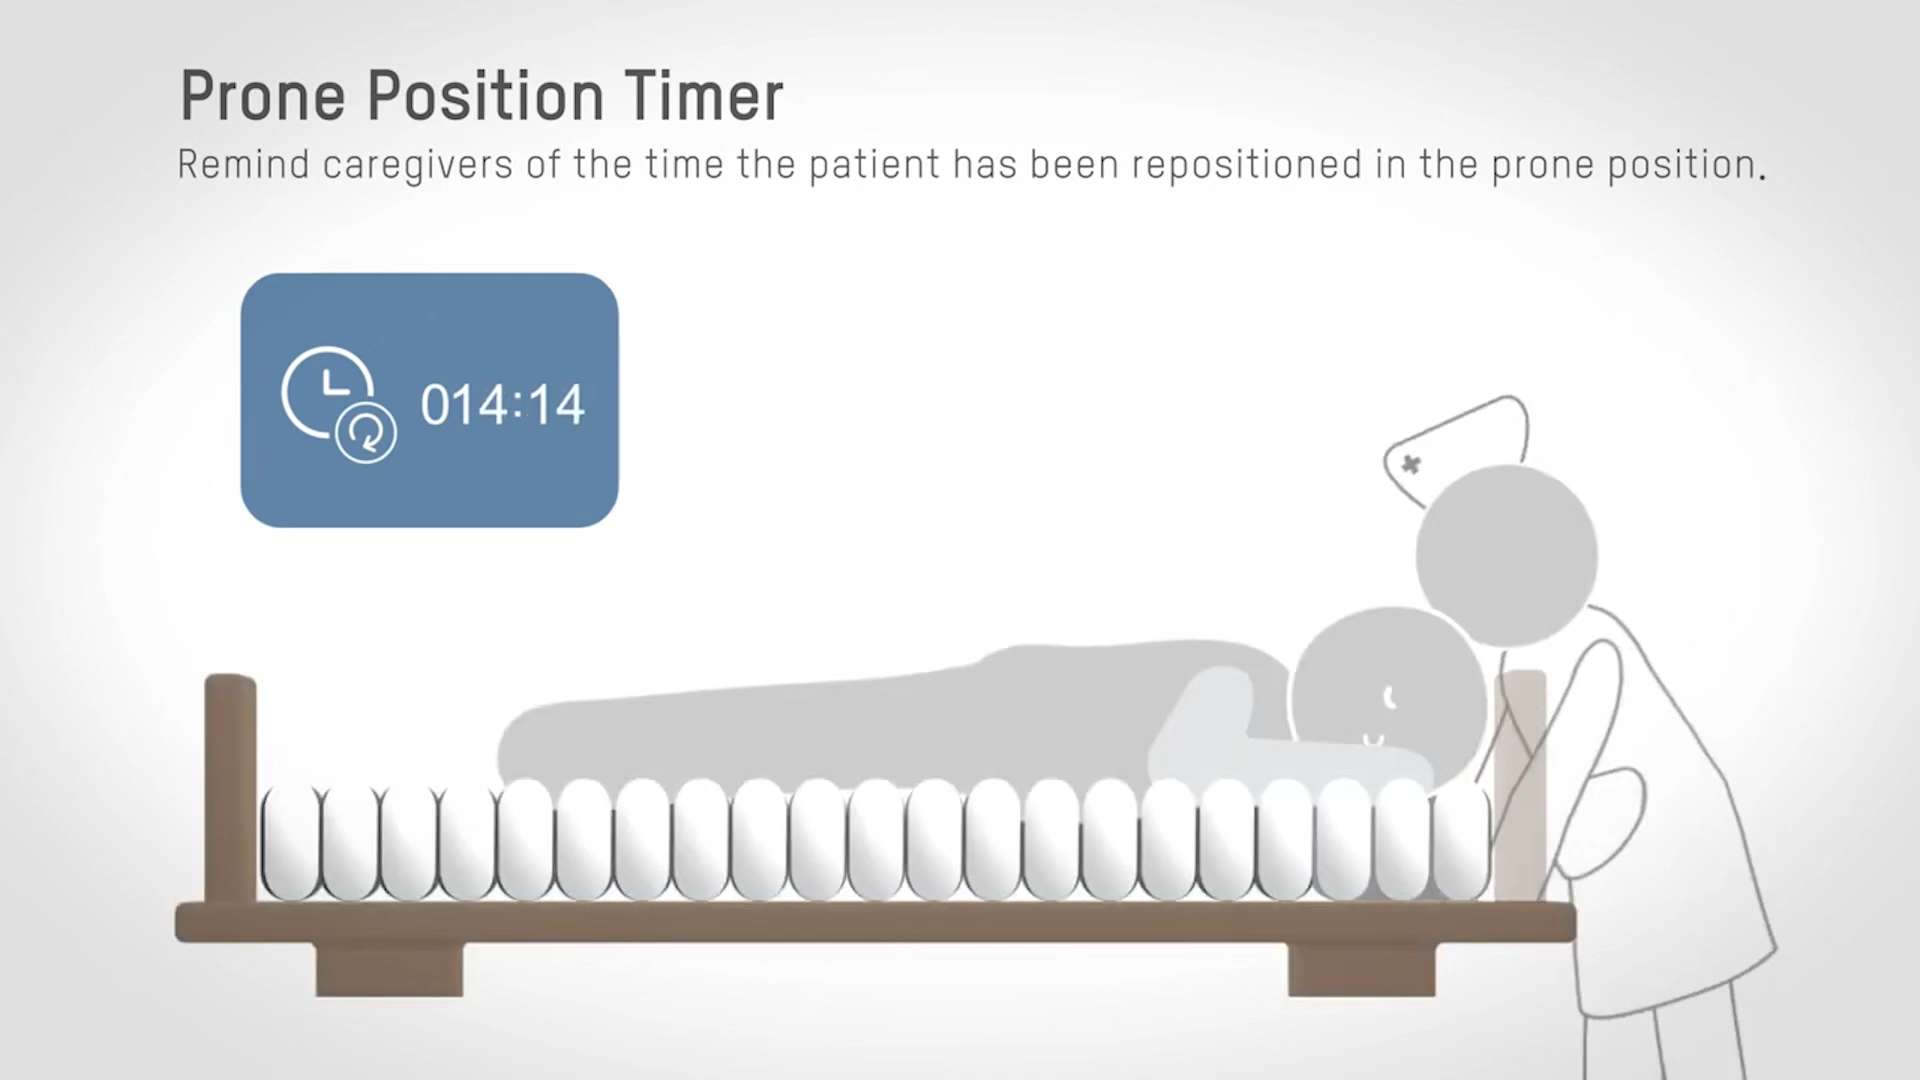 Prone Position Timer
Remind caregivers of the time the patient has been repositioned in the prone position.
014:14